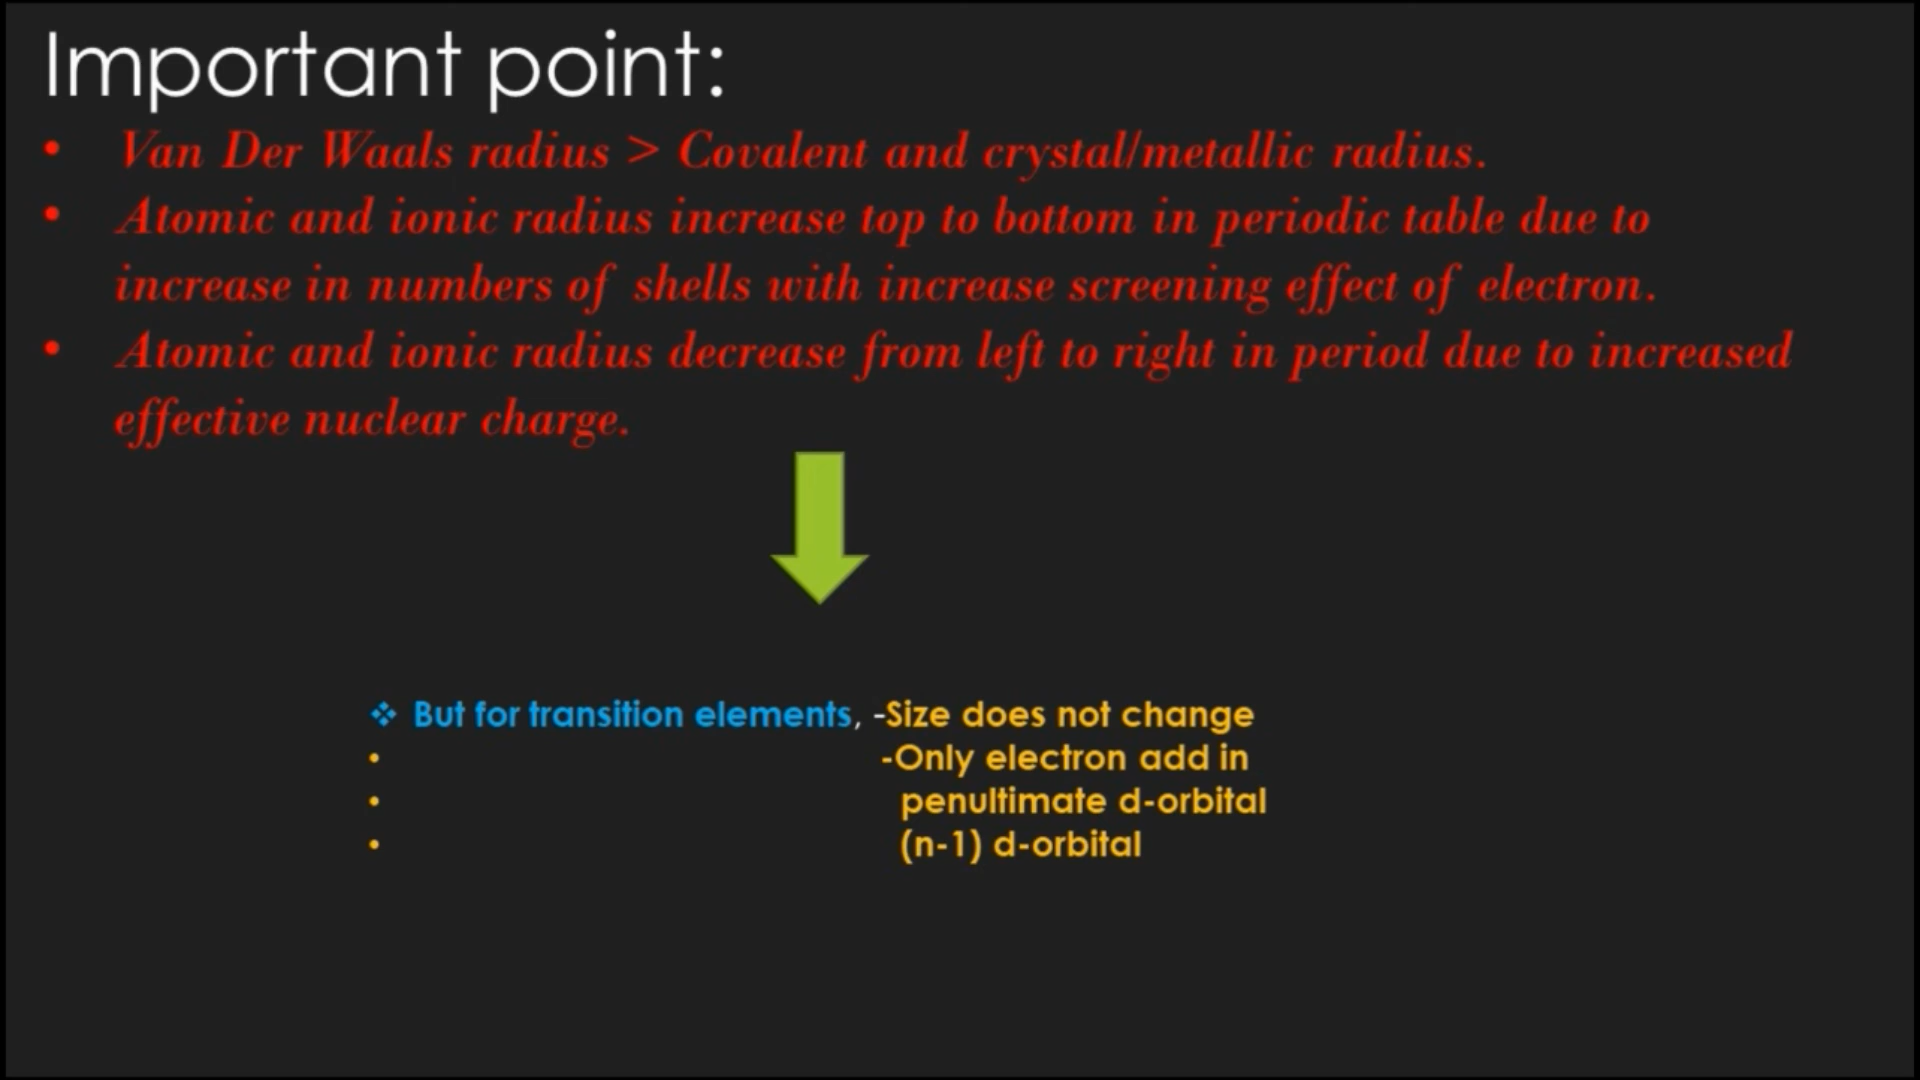 Important point:
• Van Der Waals radius > Covalent and crystal/metallic radius.
• Atomic and ionic radius increase top to bottom in periodic table due to
increase in numbers of shells with increase screening effect of electron.
• Atomic and ionic radius decrease from left to right in period due to increased
effective nuclear charge.
❖ But for transition elements, -Size does not change
• -Only electron add in
• penultimate d-orbital
• (n-1) d-orbital